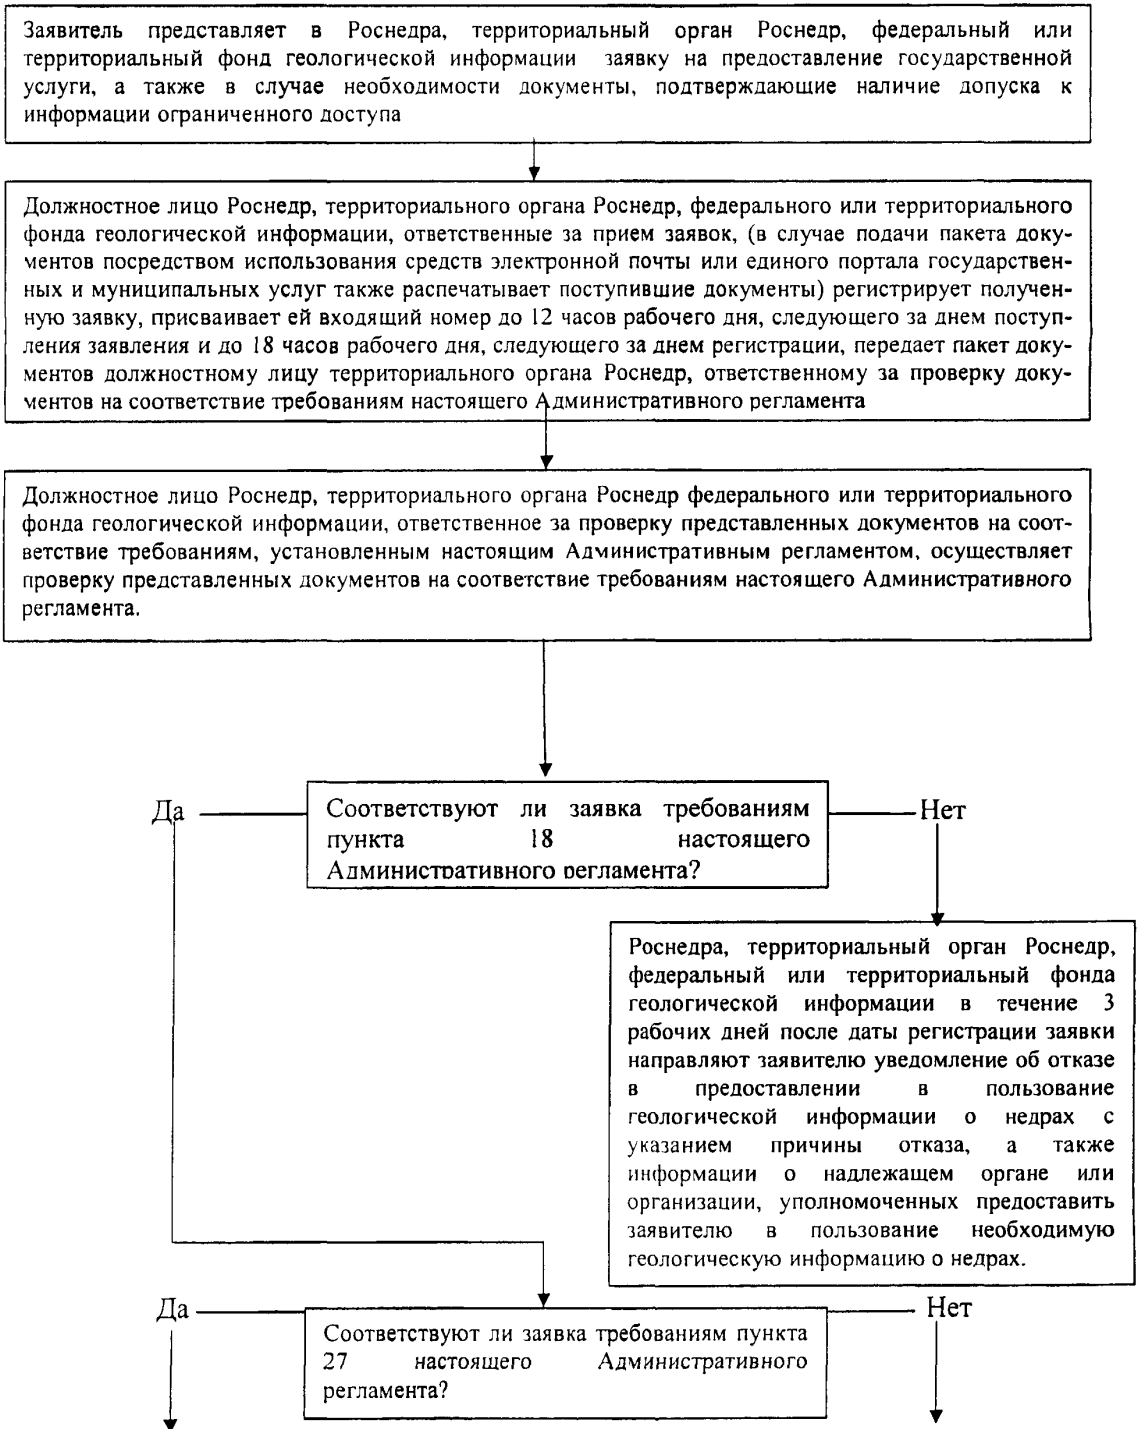 Заявитель представляет в Роснедра, территориальный орган Роснедр, федеральный или
территориальный фонд геологической информации заявку на предоставление государственной
услуги, а также в случае необходимости документы, подтверждающие наличие допуска к
информации ограниченного доступа
Должностное лицо Роснедр, территориального органа Роснедр, федерального или территориального
фонда геологической информации, ответственные за прием заявок, (в случае подачи пакета доку-
ментов посредством использования средств электронной почты или единого портала государствен-
ных и муниципальных услуг также распечатывает поступившие документы) регистрирует получен-
ную заявку, присваивает ей входящий номер до 12 часов рабочего дня, следующего за днем поступ-
ления заявления и до 18 часов рабочего дня, следующего за днем регистрации, передает пакет доку-
ментов должностному лицу территориального органа Роснедр, ответственному за проверку доку-
ментов на соответствие требованиям настоящего Административного регламента
Должностное лицо Роснедр, территориального органа Роснедр федерального или территориального
фонда геологической информации, ответственное за проверку представленных документов на соот-
ветствие требованиям, установленным настоящим Административным регламентом, осуществляет
проверку представленных документов на соответствие требованиям настоящего Административного
регламента.
Да
Соответствуют ли заявка требованиям
пункта 18 настоящего
Административного регламента?
Нет
Роснедра, территориальный орган Роснедр,
федеральный или территориальный фонда
геологической информации в течение 3
рабочих дней после даты регистрации заявки
направляют заявителю уведомление об отказе
в предоставлении в пользование
геологической информации о недрах с
указанием причины отказа, а также
информации о надлежащем органе или
организации, уполномоченных предоставить
заявителю в пользование необходимую
геологическую информацию о недрах.
Да
Соответствуют ли заявка требованиям пункта
27 настоящего Административного
регламента?
Нет